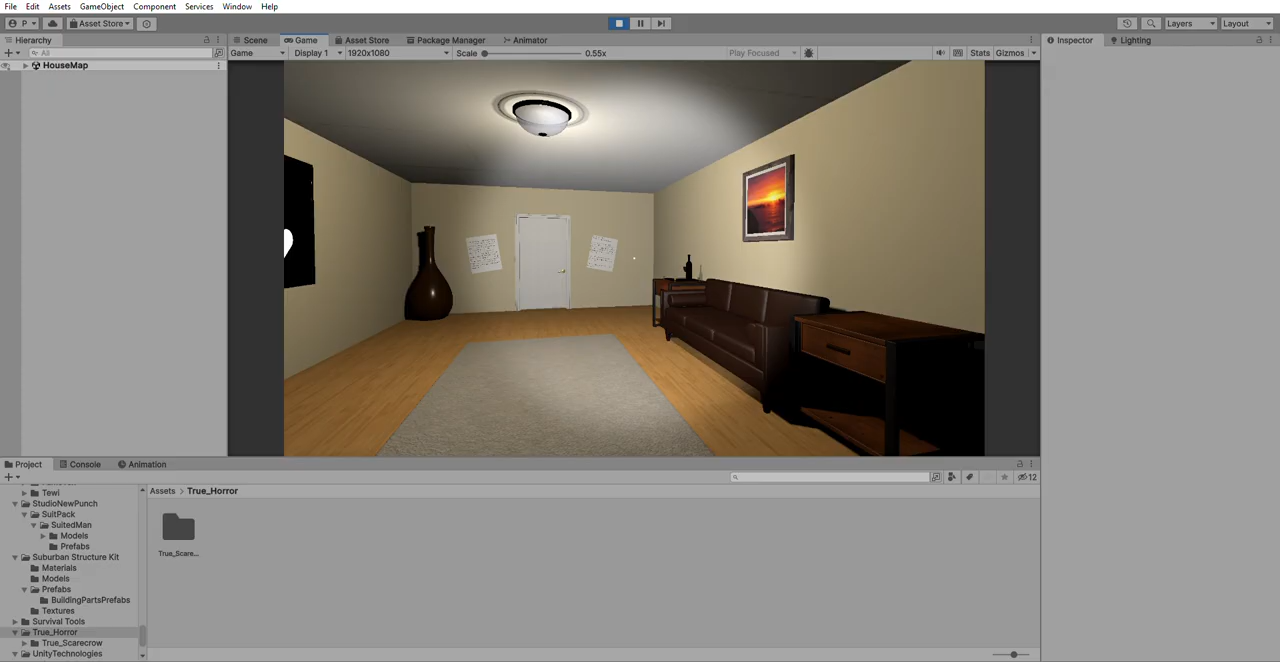 File Edit Assets GameObject Component Services Window Help
P Asset Store Layers Layout
Hierarchy Scene Game Asset Store Package Manager Animator Inspector Lighting
All Game Display 1 1920x1080 Scale 0.55x Play Focused Stats Gizmos
HouseMap
Project Console Animation
12
Assets > True_Horror
Tewi
StudioNewPunch
SuitPack
SuitedMan
Models
Prefabs
Suburban Structure Kit
Materials
Models
Prefabs
BuildingPartsPrefabs
Textures
Survival Tools
True_Horror
True_Scarecrow
UnityTechnologies
True_Scare...